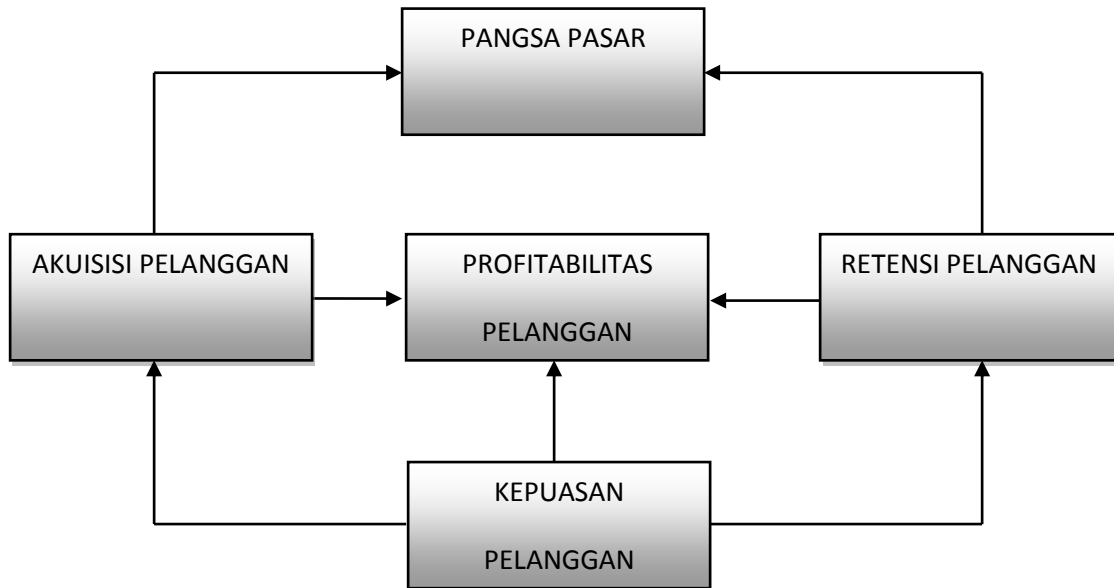 PANGSA PASAR
AKUISISI PELANGGAN
PROFITABILITAS
PELANGGAN
RETENSI PELANGGAN
KEPUASAN
PELANGGAN